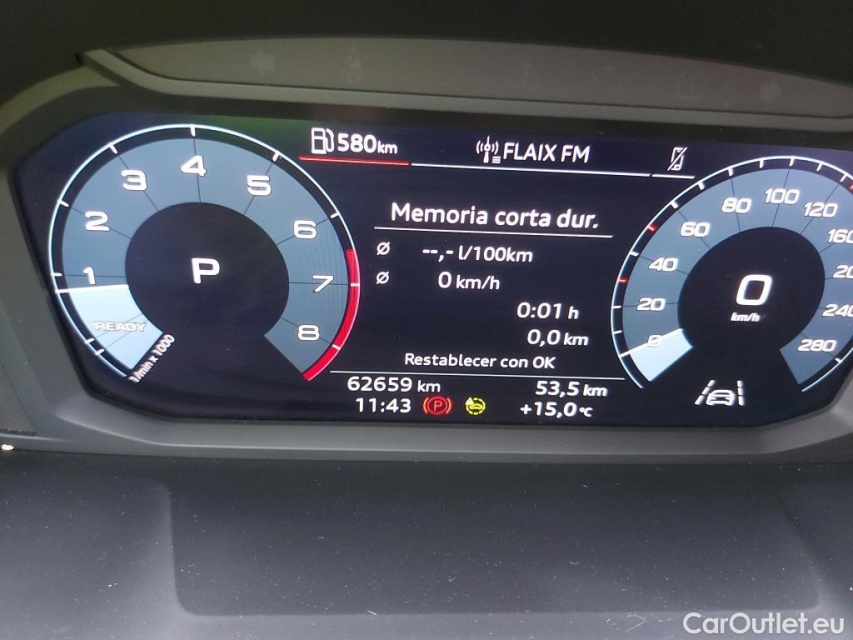 580km
FLAIX FM
1 2 3 4 5 6 7 8
P
READY
1/min x 1000
Memoria corta dur.
Ø --,- l/100km
Ø 0 km/h
0:01 h
0,0 km
Restablecer con OK
62659 km 53,5 km
11:43 (P) +15,0°C
0 20 40 60 80 100 120 160 240 280
0
km/h
CarOutlet.eu